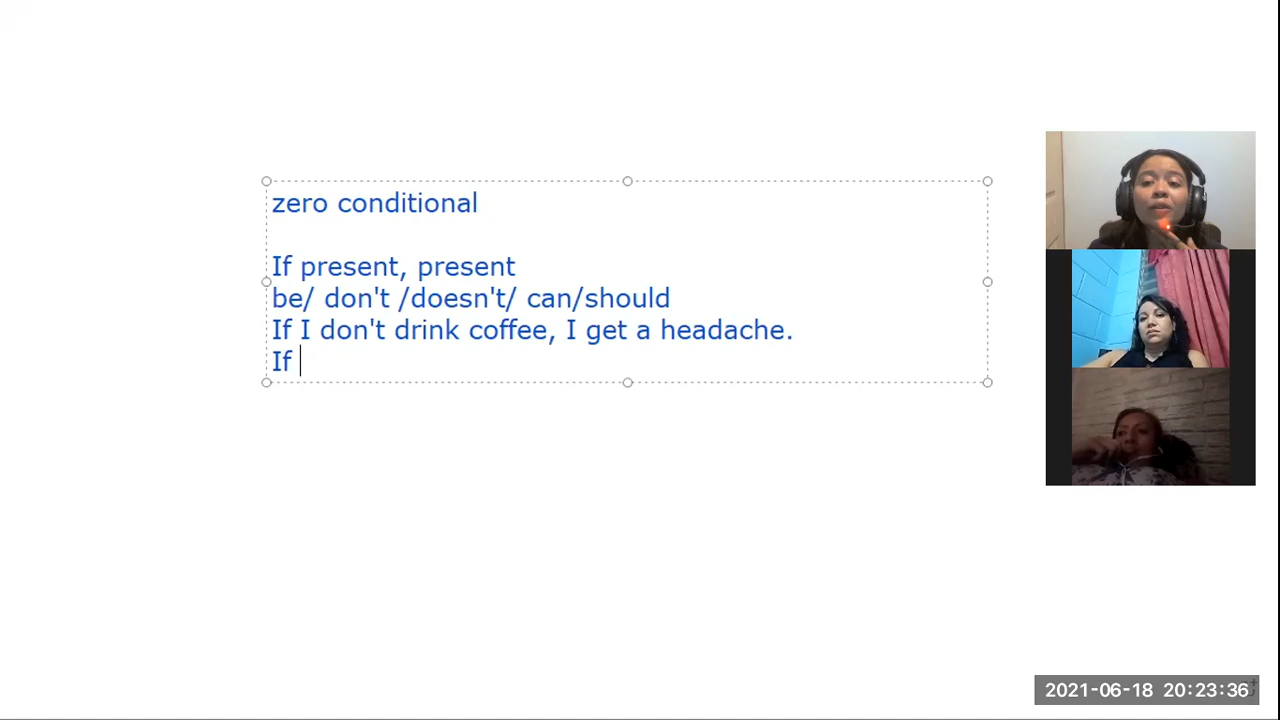 zero conditional
If present, present
be/ don't /doesn't/ can/should
If I don't drink coffee, I get a headache.
If
2021-06-18 20:23:36